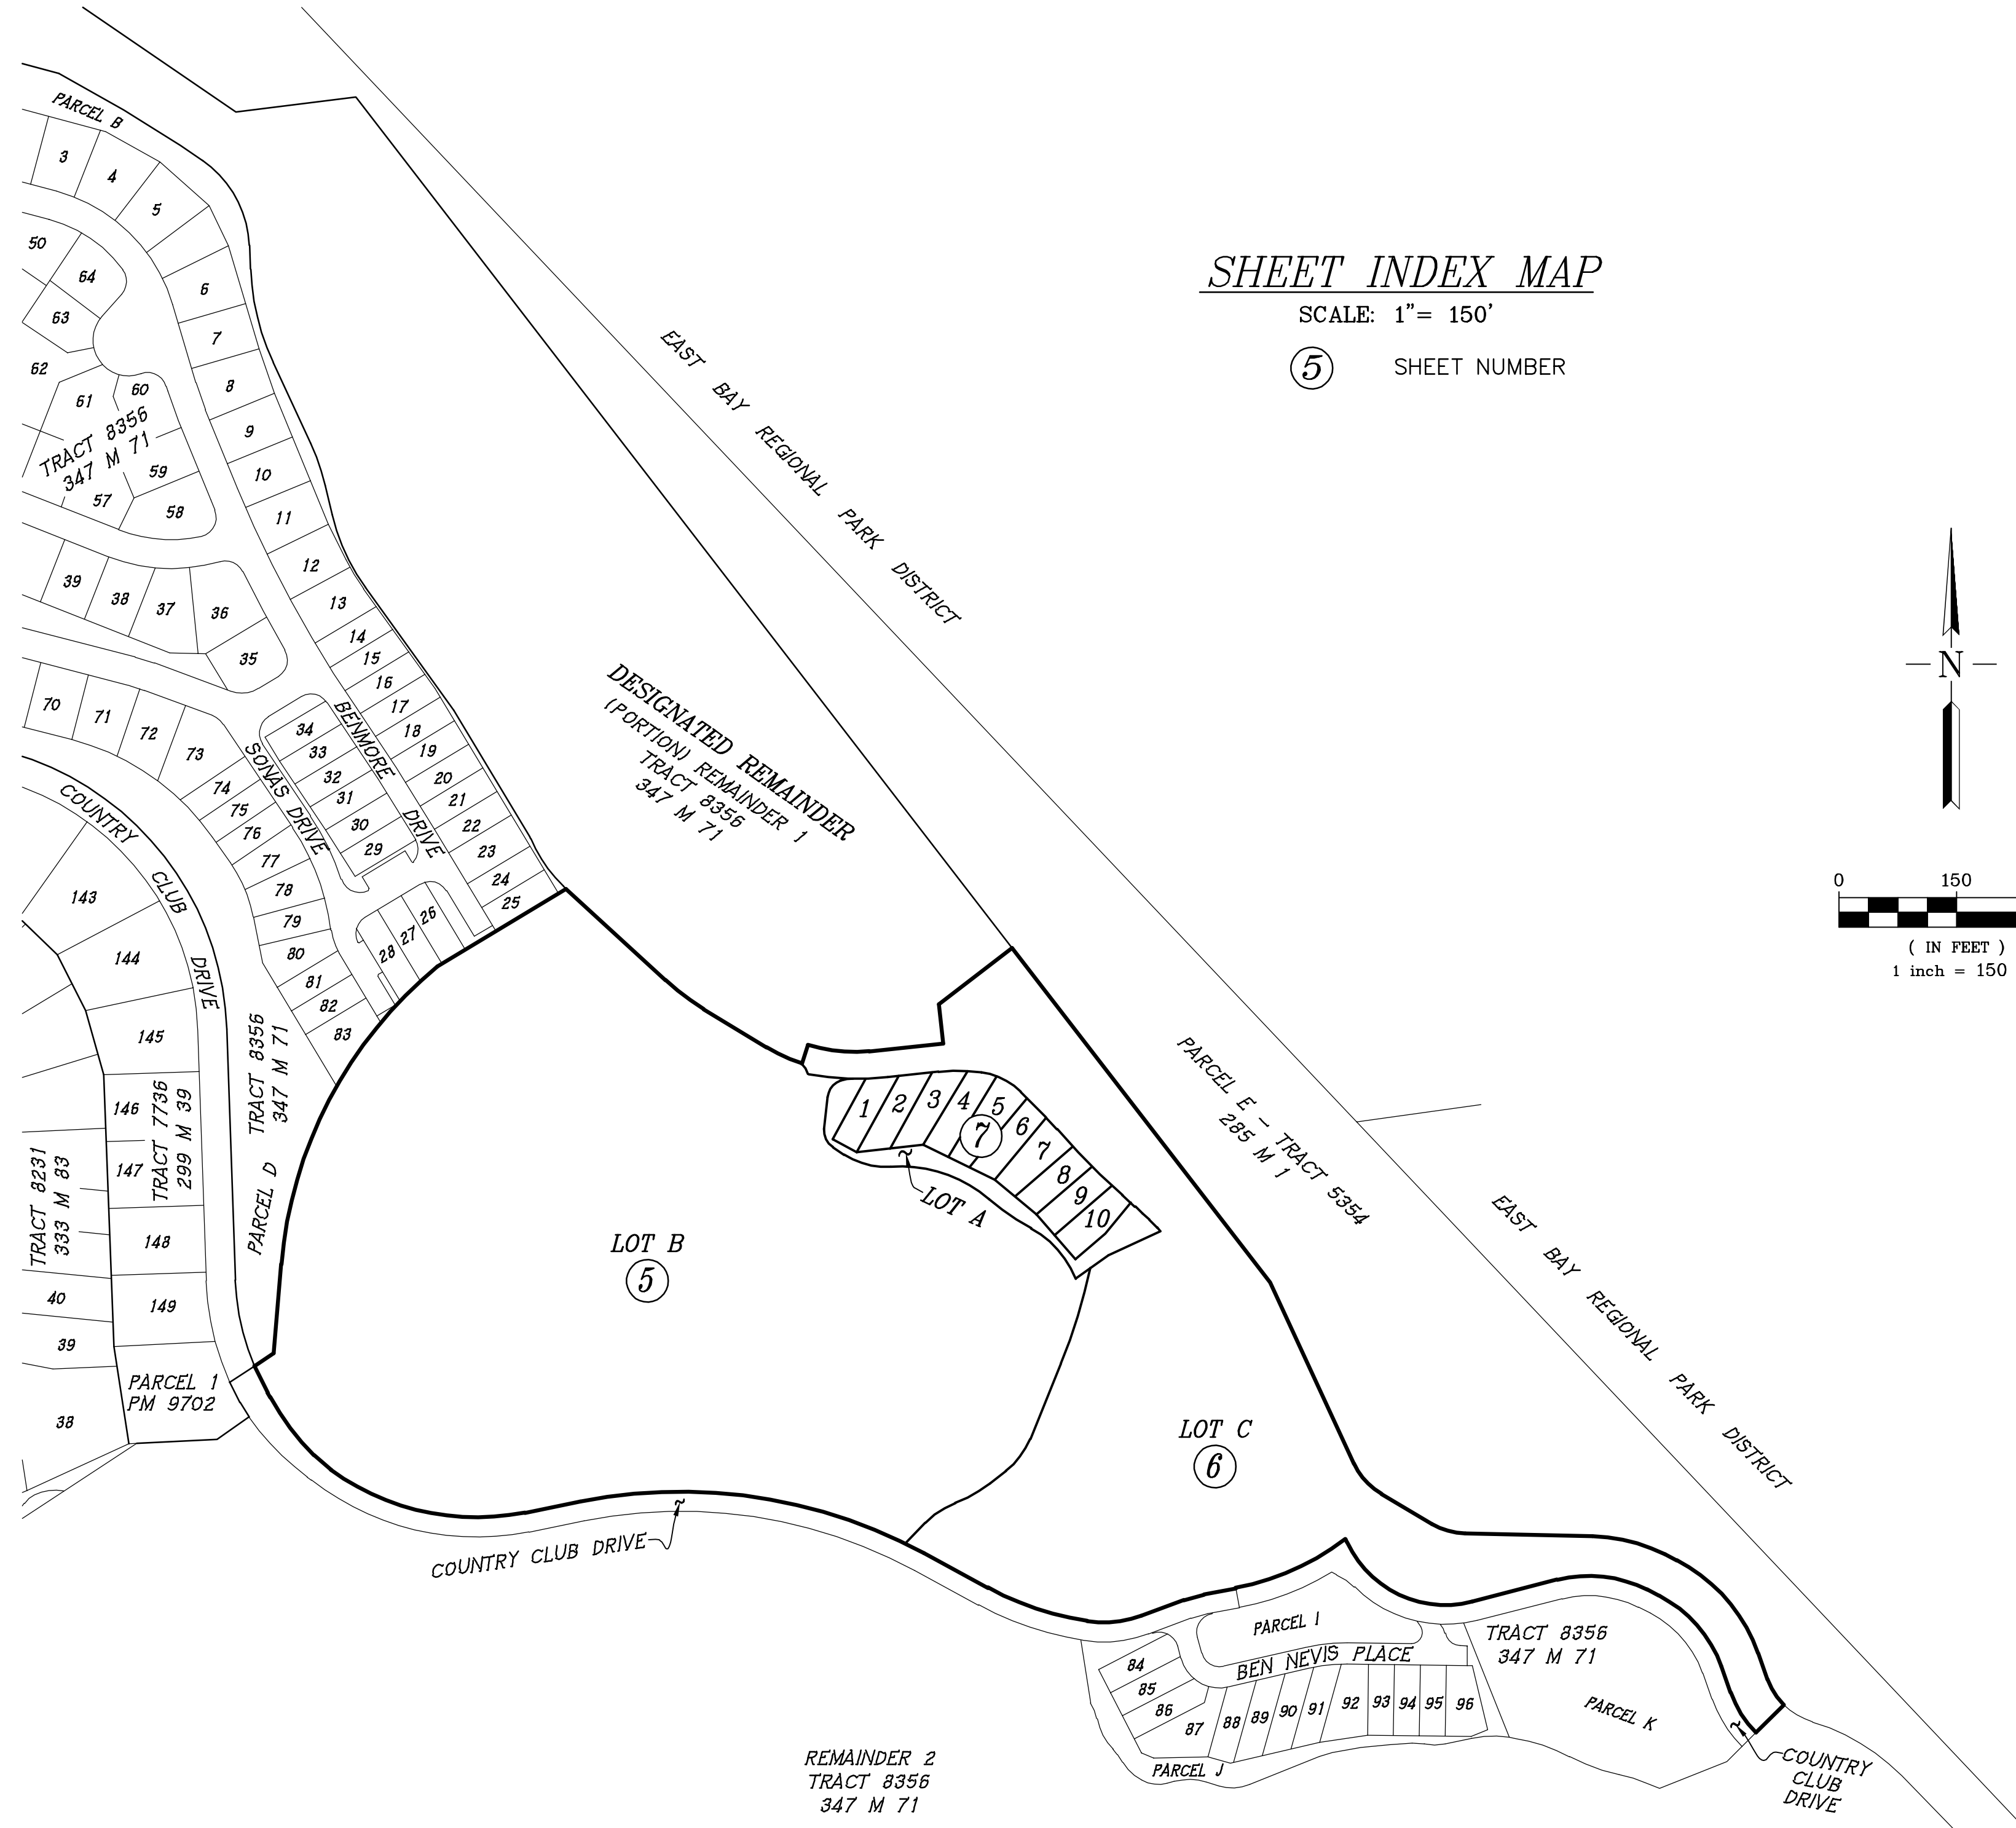 SHEET INDEX MAP
SCALE: 1"= 150'
5 SHEET NUMBER
PARCEL B
3
4
5
50
64
63
62
61
60
6
7
8
9
10
11
12
13
14
15
16
17
18
19
20
21
22
23
24
25
TRACT 8356
347 M 71
59
57
58
39
38
37
36
35
70
71
72
73
74
75
76
77
78
79
80
81
82
83
34
33
32
31
30
29
28
27
26
SONAS DRIVE
BENMORE DRIVE
COUNTRY CLUB DRIVE
143
144
145
146
147
148
149
TRACT 7736
299 M 39
TRACT 8356
347 M 71
PARCEL D
TRACT 8231
333 M 83
40
39
38
PARCEL 1
PM 9702
EAST BAY REGIONAL PARK DISTRICT
DESIGNATED REMAINDER
(PORTION) REMAINDER 1
TRACT 8356
347 M 71
N
0 150
( IN FEET )
1 inch = 150
PARCEL E - TRACT 5354
285 M 1
EAST BAY REGIONAL PARK DISTRICT
1
2
3
4
5
6
7
8
9
10
7
LOT A
LOT B
5
LOT C
6
COUNTRY CLUB DRIVE
PARCEL I
BEN NEVIS PLACE
TRACT 8356
347 M 71
84
85
86
87
88
89
90
91
92
93
94
95
96
PARCEL J
PARCEL K
COUNTRY
CLUB
DRIVE
REMAINDER 2
TRACT 8356
347 M 71